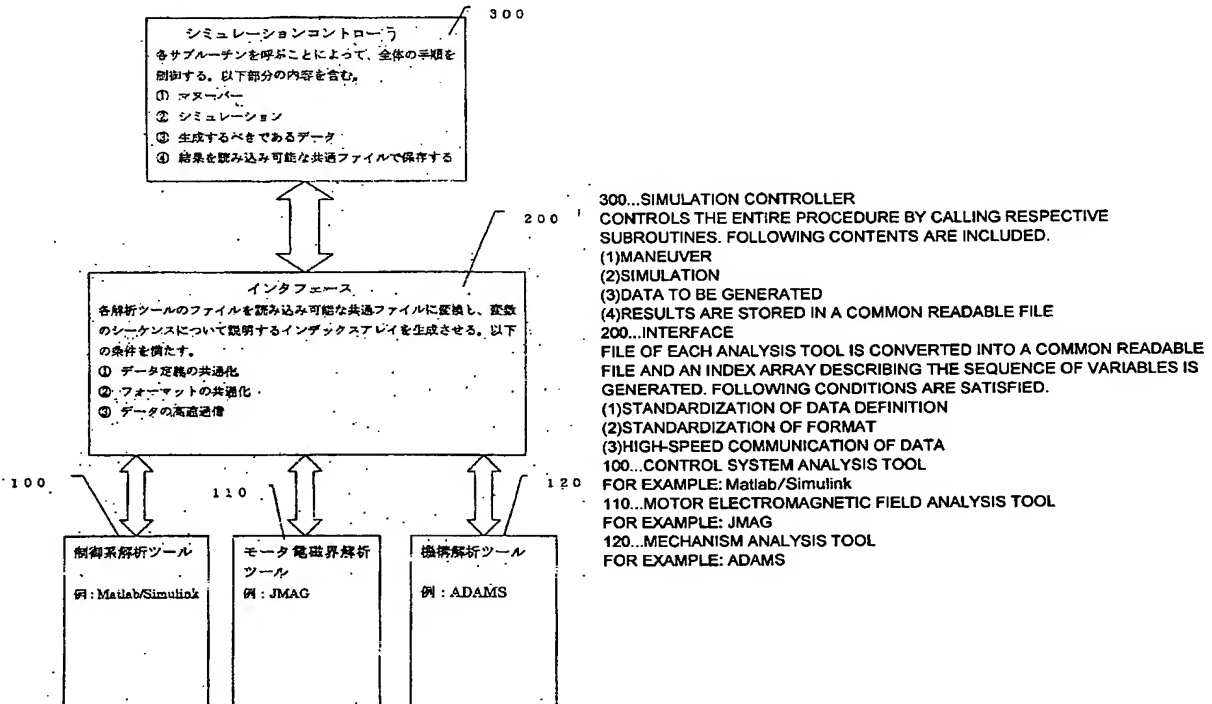 300
シミュレーションコントローラ
各サブルーチンを呼ぶことによって、全体の手順を
制御する。以下部分の内容を含む。
① マヌーバー
② シミュレーション
③ 生成するべきであるデータ
④ 結果を読み込み可能な共通ファイルで保存する
200
インタフェース
各解析ツールのファイルを読み込み可能な共通ファイルに変換し、変数
のシーケンスについて説明するインデックスアレイを生成させる。以下
の条件を満たす。
① データ定義の共通化
② フォーマットの共通化
③ データの高速通信
100
110
120
制御系解析ツール
例：Matlab/Simulink
モータ電磁界解析
ツール
例：JMAG
機構解析ツール
例：ADAMS
300...SIMULATION CONTROLLER
CONTROLS THE ENTIRE PROCEDURE BY CALLING RESPECTIVE
SUBROUTINES. FOLLOWING CONTENTS ARE INCLUDED.
(1)MANEUVER
(2)SIMULATION
(3)DATA TO BE GENERATED
(4)RESULTS ARE STORED IN A COMMON READABLE FILE
200...INTERFACE
FILE OF EACH ANALYSIS TOOL IS CONVERTED INTO A COMMON READABLE
FILE AND AN INDEX ARRAY DESCRIBING THE SEQUENCE OF VARIABLES IS
GENERATED. FOLLOWING CONDITIONS ARE SATISFIED.
(1)STANDARDIZATION OF DATA DEFINITION
(2)STANDARDIZATION OF FORMAT
(3)HIGH-SPEED COMMUNICATION OF DATA
100...CONTROL SYSTEM ANALYSIS TOOL
FOR EXAMPLE: Matlab/Simulink
110...MOTOR ELECTROMAGNETIC FIELD ANALYSIS TOOL
FOR EXAMPLE: JMAG
120...MECHANISM ANALYSIS TOOL
FOR EXAMPLE: ADAMS